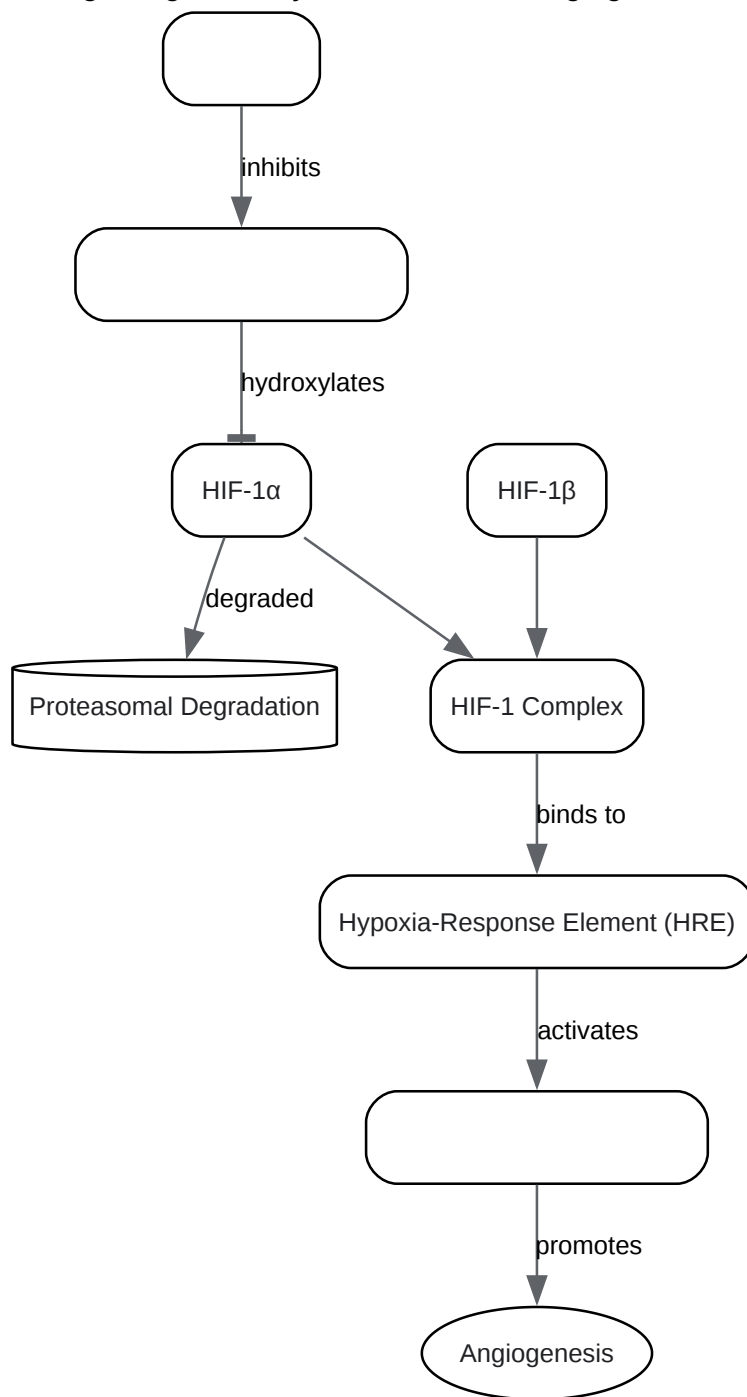 inhibits
hydroxylates
HIF-1α
HIF-1β
degraded
Proteasomal Degradation
HIF-1 Complex
binds to
Hypoxia-Response Element (HRE)
activates
promotes
Angiogenesis